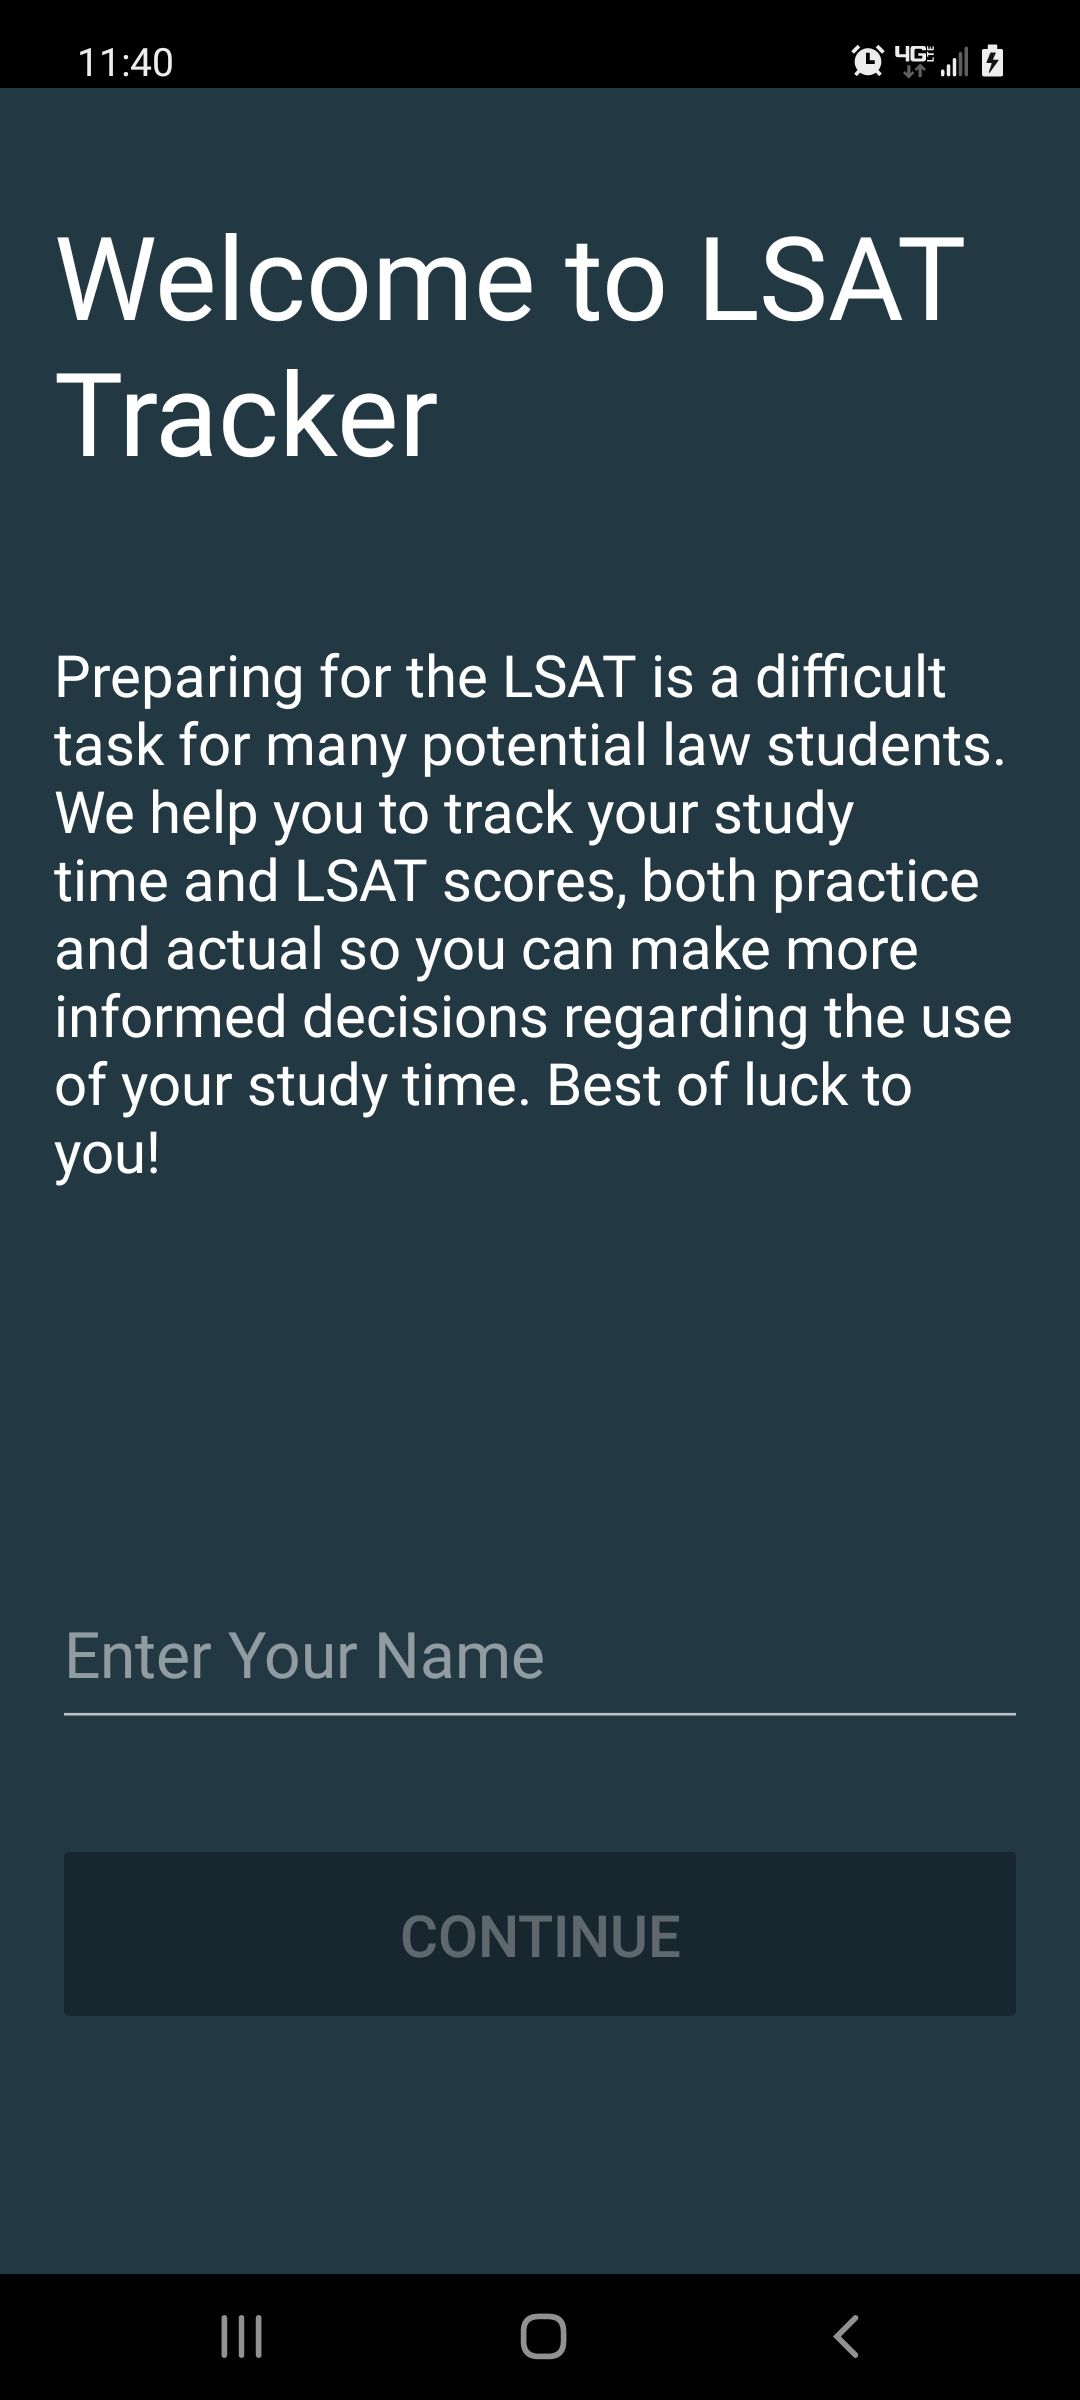 11:40
4G LTE
Welcome to LSAT
Tracker
Preparing for the LSAT is a difficult
task for many potential law students.
We help you to track your study
time and LSAT scores, both practice
and actual so you can make more
informed decisions regarding the use
of your study time. Best of luck to
you!
Enter Your Name
CONTINUE